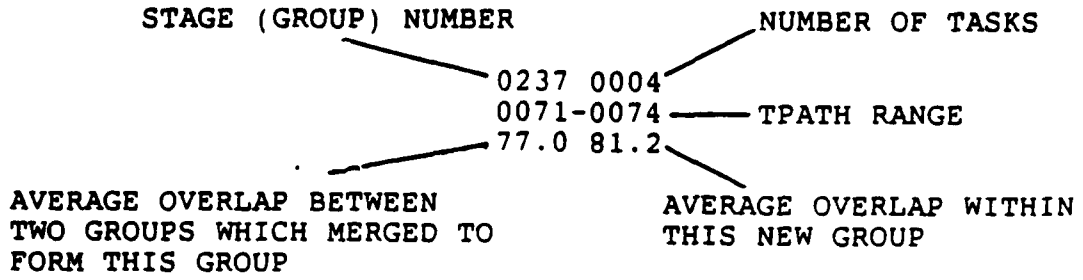 STAGE (GROUP) NUMBER
NUMBER OF TASKS
0237 0004
0071-0074
TPATH RANGE
77.0 81.2
AVERAGE OVERLAP BETWEEN
TWO GROUPS WHICH MERGED TO
FORM THIS GROUP
AVERAGE OVERLAP WITHIN
THIS NEW GROUP